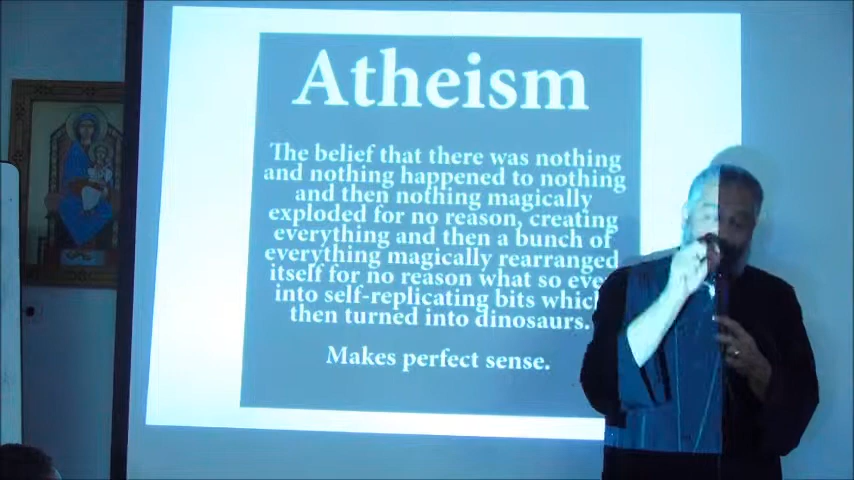 Atheism
The belief that there was nothing
and nothing happened to nothing
and then nothing magically
exploded for no reason, creating
everything and then a bunch of
everything magically rearranged
itself for no reason what so ever
into self-replicating bits which
then turned into dinosaurs.
Makes perfect sense.